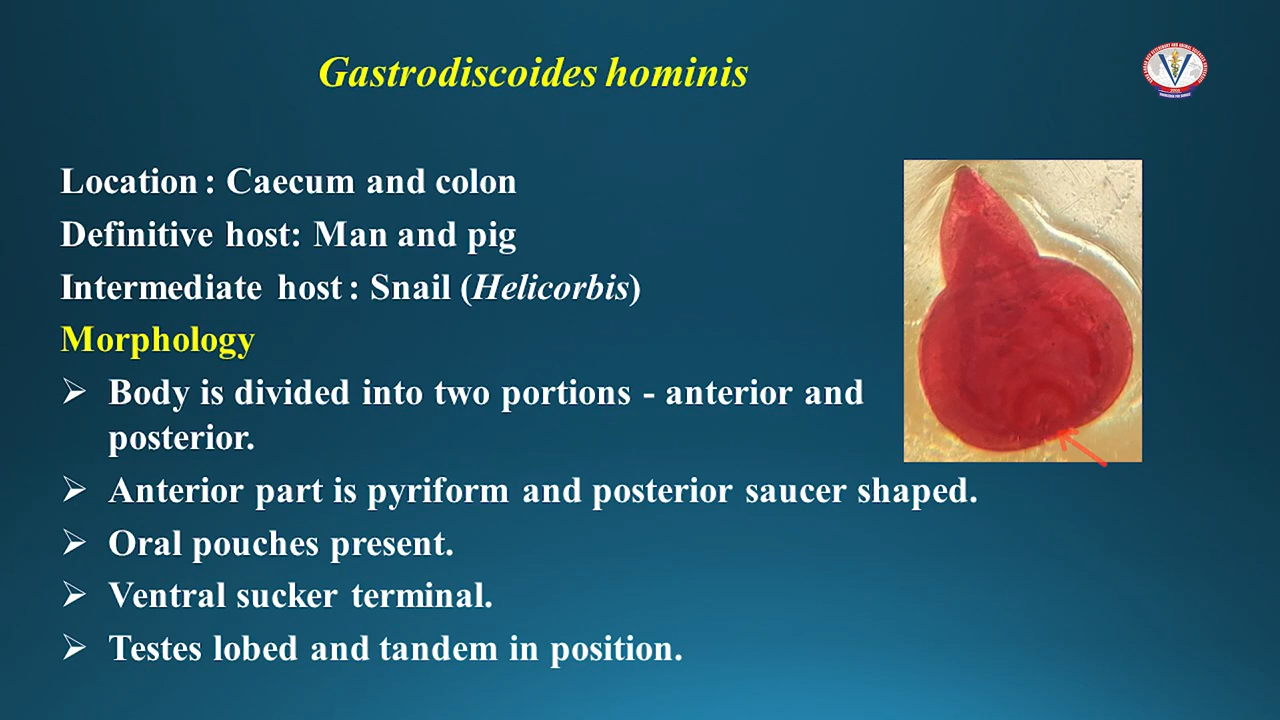 Gastrodiscoides hominis
Location : Caecum and colon
Definitive host: Man and pig
Intermediate host : Snail (Helicorbis)
Morphology
➢ Body is divided into two portions - anterior and
posterior.
➢ Anterior part is pyriform and posterior saucer shaped.
➢ Oral pouches present.
➢ Ventral sucker terminal.
➢ Testes lobed and tandem in position.